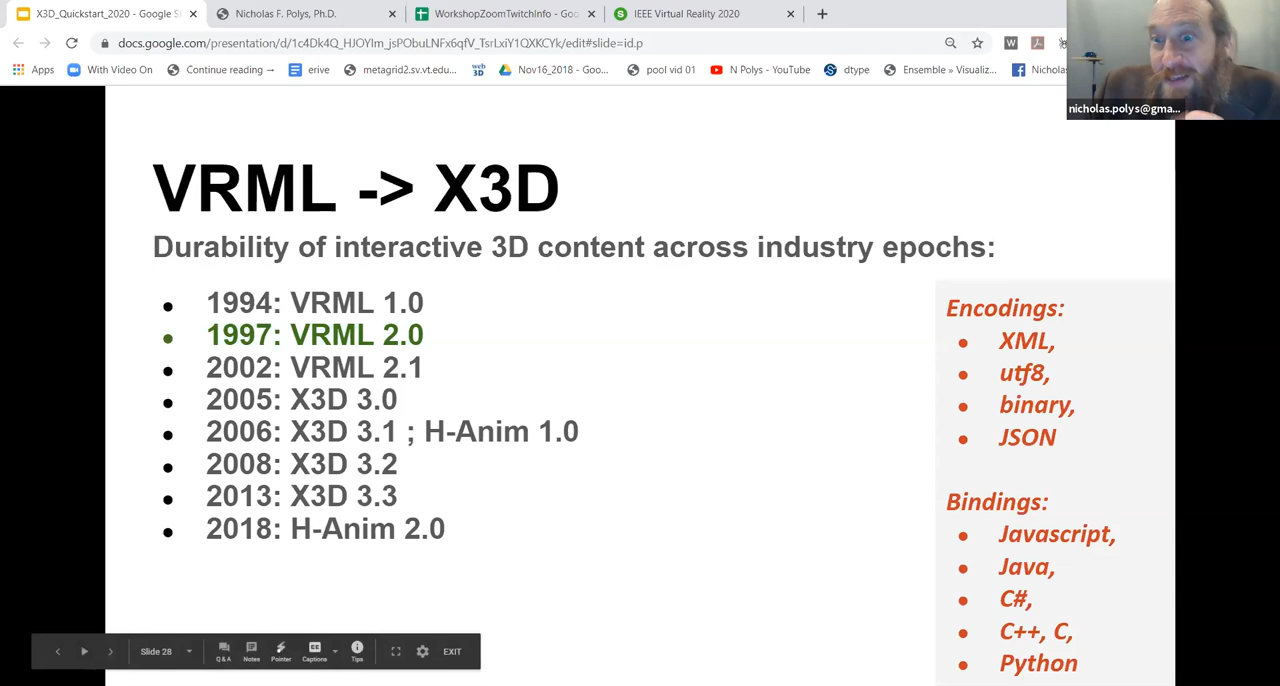 X3D_Quickstart_2020 - Google S
Nicholas F. Polys, Ph.D.
WorkshopZoomTwitchInfo - Goo
IEEE Virtual Reality 2020
docs.google.com/presentation/d/1c4Dk4Q_HJOYIm_jsPObuLNFx6qfV_TsrLxiY1QXKCYk/edit#slide=id.p
W
Apps
With Video On
Continue reading →
erive
metagrid2.sv.vt.edu...
web 3D
Nov16_2018 - Goo...
pool vid 01
N Polys - YouTube
dtype
Ensemble » Visualiz...
Nichola
nicholas.polys@gma...
VRML -> X3D
Durability of interactive 3D content across industry epochs:
1994: VRML 1.0
1997: VRML 2.0
2002: VRML 2.1
2005: X3D 3.0
2006: X3D 3.1 ; H-Anim 1.0
2008: X3D 3.2
2013: X3D 3.3
2018: H-Anim 2.0
Encodings:
XML,
utf8,
binary,
JSON
Bindings:
Javascript,
Java,
C#,
C++, C,
Python
Slide 28
Q & A
Notes
Pointer
CC
Captions
Tips
EXIT